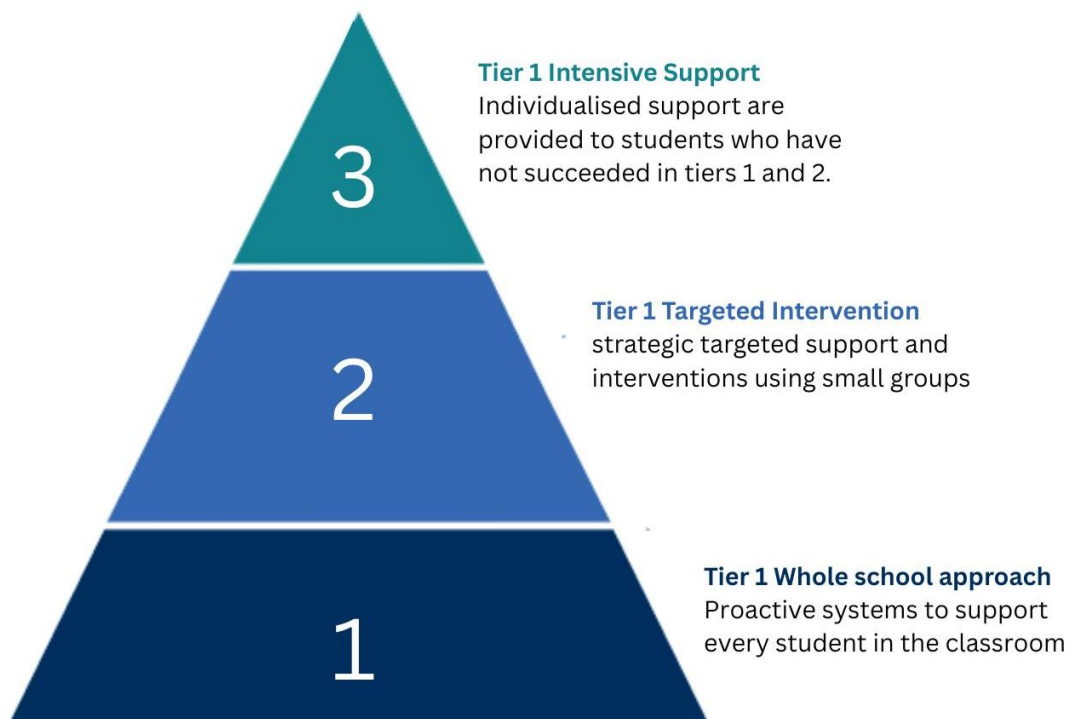 3
Tier 1 Intensive Support
Individualised support are
provided to students who have
not succeeded in tiers 1 and 2.
2
Tier 1 Targeted Intervention
strategic targeted support and
interventions using small groups
1
Tier 1 Whole school approach
Proactive systems to support
every student in the classroom